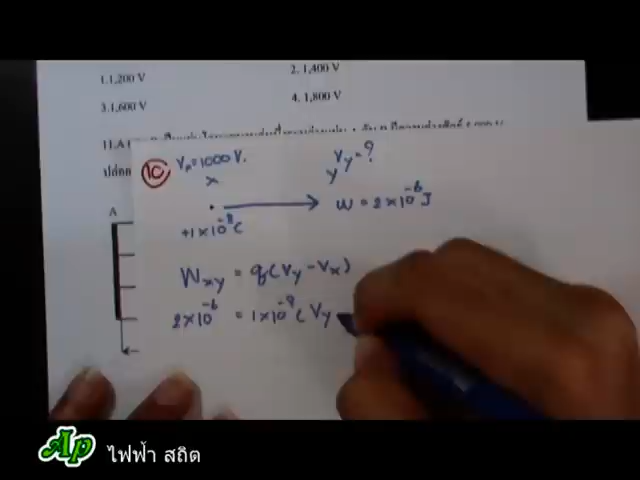 1.1,200 V
2. 1,400 V
3.1,600 V
4. 1,800 V
10 Vx = 1000 V. Vy = ?
x y
W = 2×10⁻⁶ J
+1×10⁻⁹ C
Wxy = q(Vy - Vx)
2×10⁻⁶ = 1×10⁻⁹ ( Vy
A
Ap ไฟฟ้า สถิต